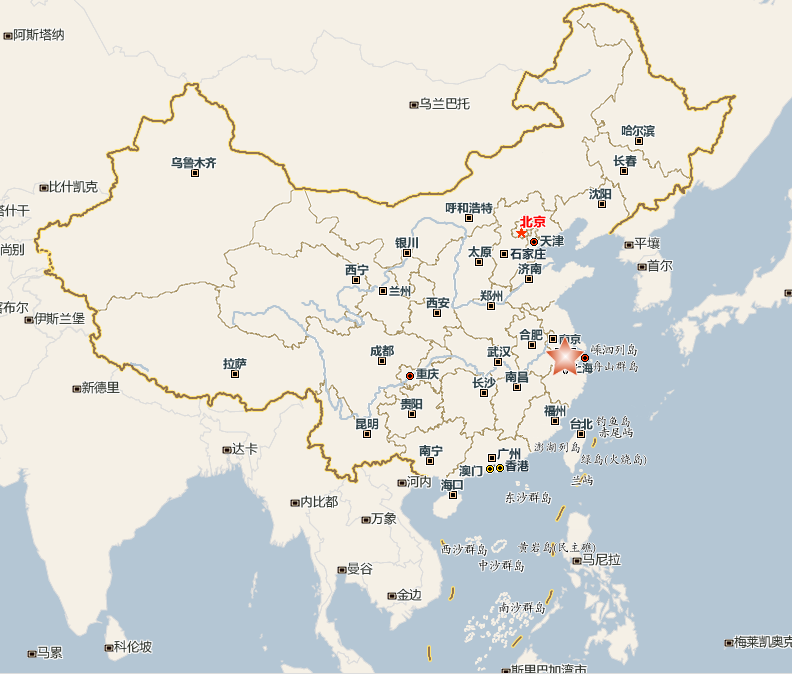 阿斯塔纳
乌兰巴托
哈尔滨
长春
乌鲁木齐
比什凯克
沈阳
呼和浩特
塔什干
北京
天津
平壤
银川
太原
石家庄
尚别
首尔
西宁
济南
兰州
郑州
西安
喀布尔
伊斯兰堡
合肥
南京
嵊泗列岛
成都
武汉
拉萨
上海
舟山群岛
重庆
长沙
南昌
新德里
贵阳
福州
昆明
台北
钓鱼岛
赤尾屿
达卡
南宁
广州
澎湖列岛
绿岛(火烧岛)
澳门
香港
河内
海口
兰屿
东沙群岛
内比都
万象
西沙群岛
黄岩岛(民主礁)
中沙群岛
马尼拉
曼谷
金边
南沙群岛
科伦坡
马累
梅莱凯奥克
斯里巴加湾市